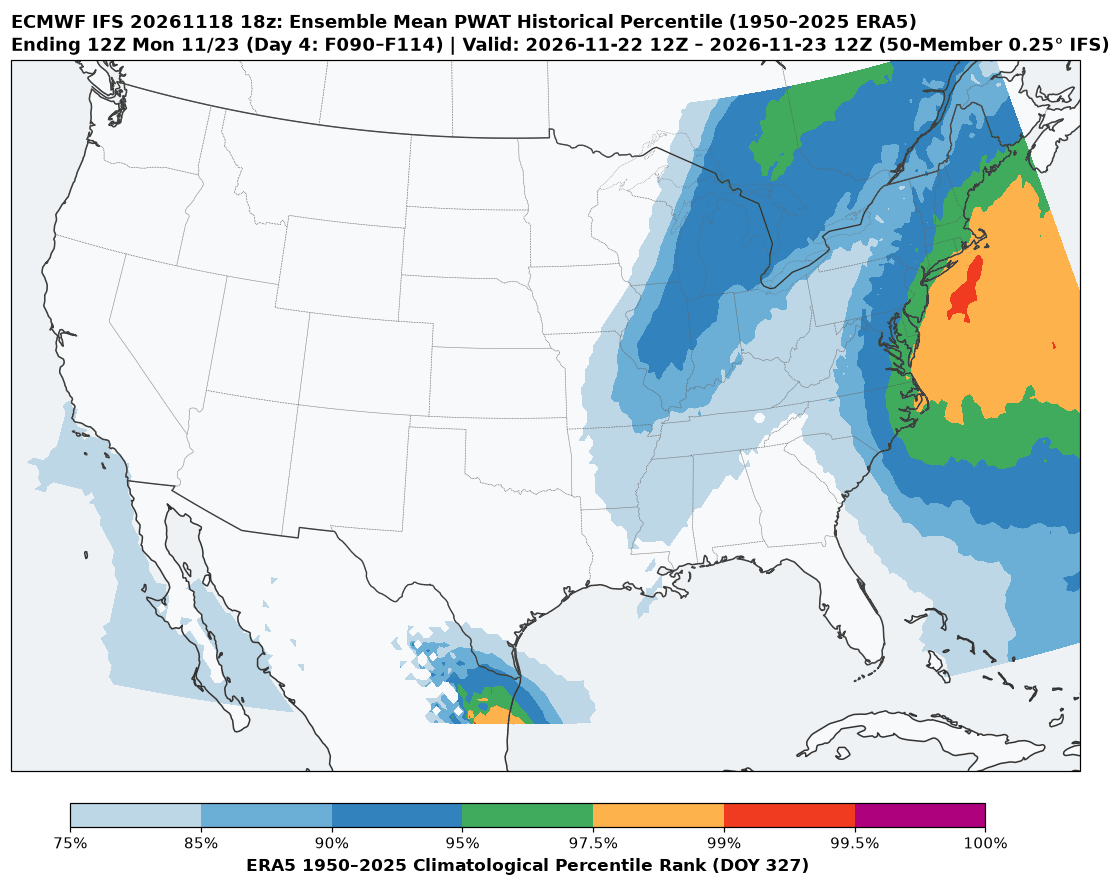 ECMWF IFS 20261118 18z: Ensemble Mean PWAT Historical Percentile (1950–2025 ERA5)
Ending 12Z Mon 11/23 (Day 4: F090–F114) | Valid: 2026-11-22 12Z – 2026-11-23 12Z (50-Member 0.25° IFS)
75% 85% 90% 95% 97.5% 99% 99.5% 100%
ERA5 1950–2025 Climatological Percentile Rank (DOY 327)